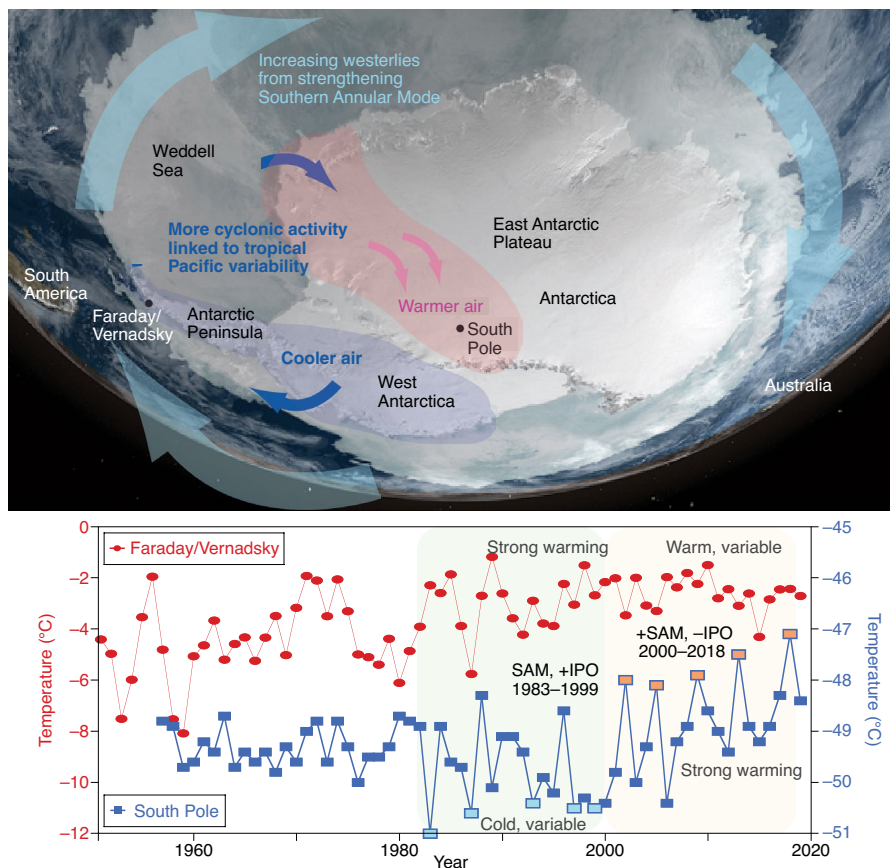 Increasing westerlies
from strengthening
Southern Annular Mode
Weddell
Sea
More cyclonic activity
linked to tropical
Pacific variability
East Antarctic
Plateau
South
America
Faraday/
Vernadsky
Antarctic
Peninsula
Warmer air
Antarctica
South
Pole
Cooler air
West
Antarctica
Australia
0
–2
–4
–6
–8
–10
–12
Temperature (°C)
Faraday/Vernadsky
Strong warming
Warm, variable
SAM, +IPO
1983–1999
+SAM, –IPO
2000–2018
Strong warming
Cold, variable
South Pole
–45
–46
–47
–48
–49
–50
–51
Temperature (°C)
1960
1980
2000
2020
Year